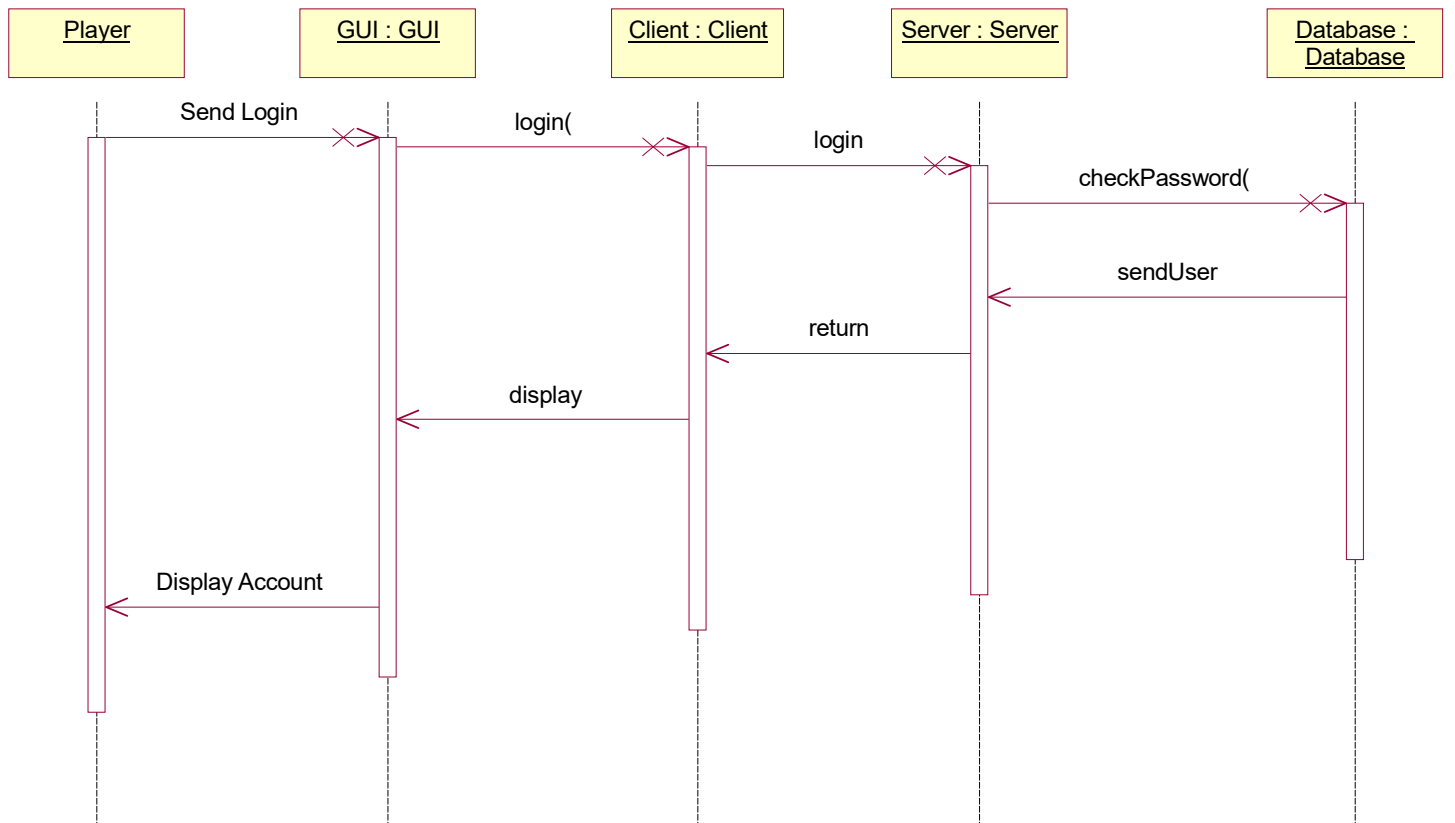 Player
GUI : GUI
Client : Client
Server : Server
Database :
Database
Send Login
login(
login
checkPassword(
sendUser
return
display
Display Account